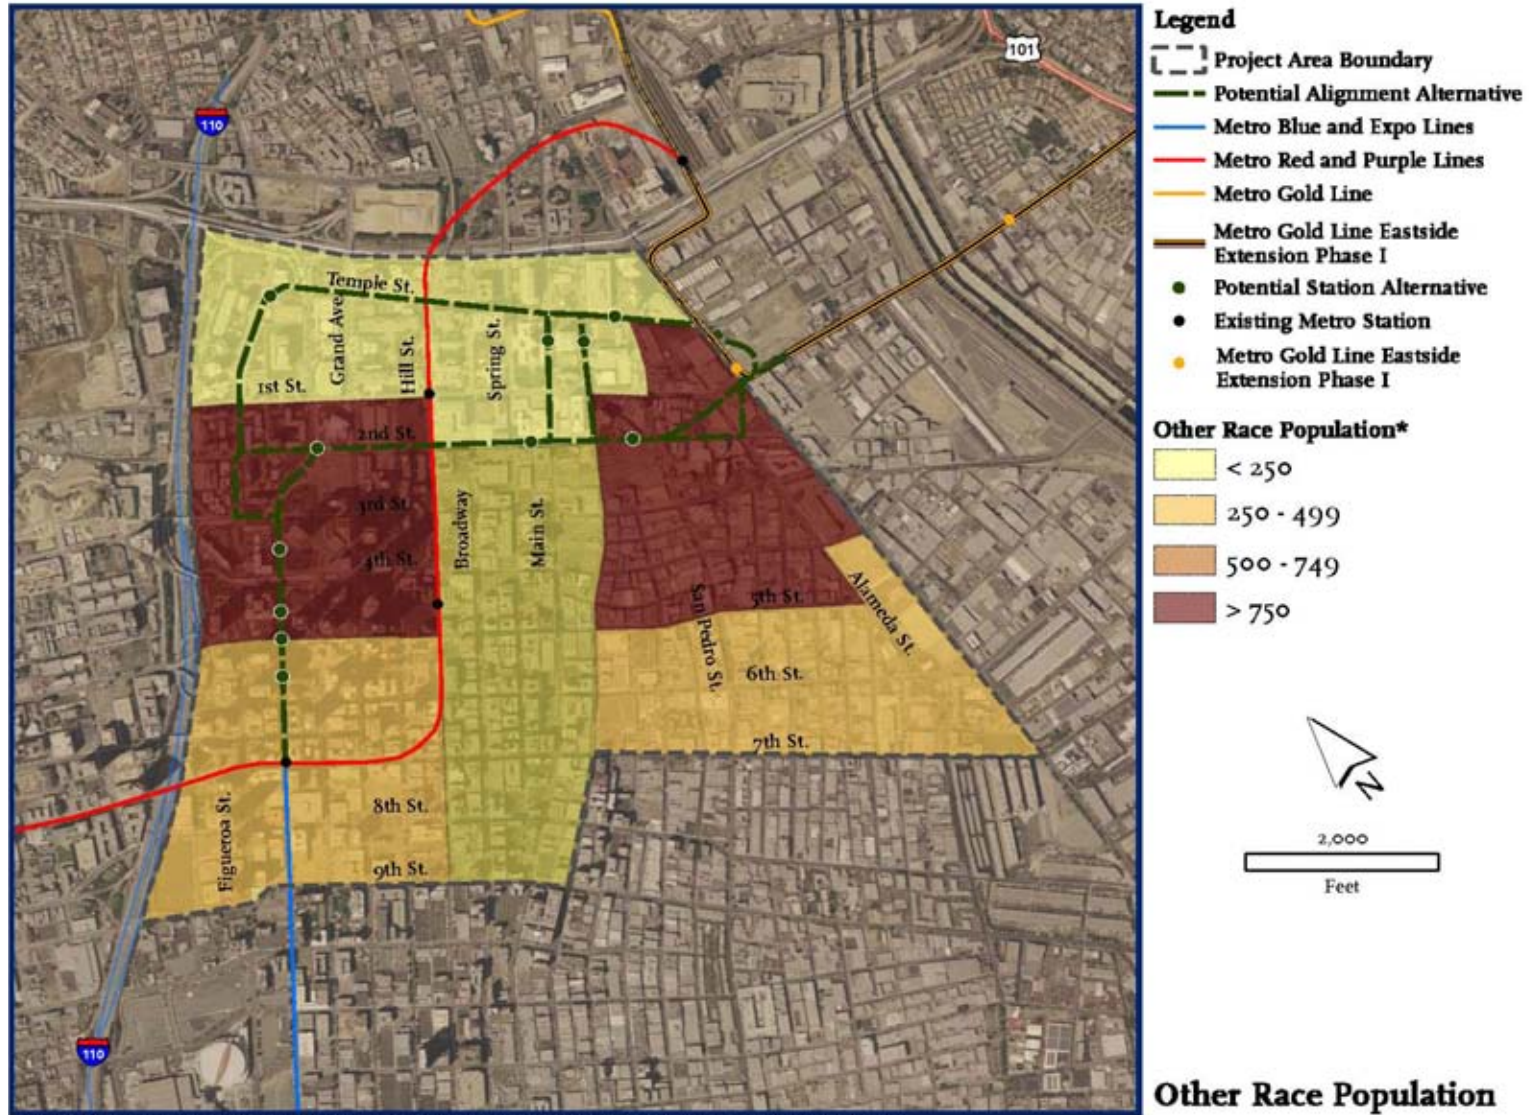 101
110
Temple St.
Grand Ave
Hill St.
Spring St.
1st St.
2nd St.
3rd St.
4th St.
Broadway
Main St.
San Pedro St.
5th St.
Alameda St.
6th St.
7th St.
Figueroa St.
8th St.
9th St.
110
Legend
Project Area Boundary
Potential Alignment Alternative
Metro Blue and Expo Lines
Metro Red and Purple Lines
Metro Gold Line
Metro Gold Line Eastside
Extension Phase I
Potential Station Alternative
Existing Metro Station
Metro Gold Line Eastside
Extension Phase I
Other Race Population*
< 250
250 - 499
500 - 749
> 750
N
2,000
Feet
Other Race Population